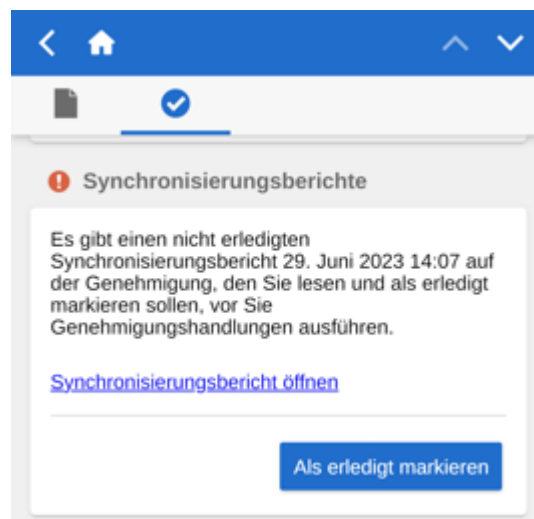 Synchronisierungsberichte
Es gibt einen nicht erledigten
Synchronisierungsbericht 29. Juni 2023 14:07 auf
der Genehmigung, den Sie lesen und als erledigt
markieren sollen, vor Sie
Genehmigungshandlungen ausführen.
Synchronisierungsbericht öffnen
Als erledigt markieren